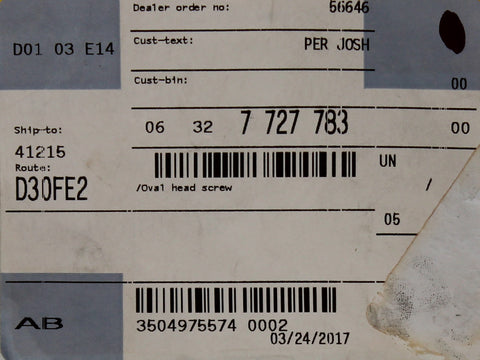 Dealer order no: 56646
D01 03 E14
Cust-text: PER JOSH
Cust-bin:
00
Ship-to:
06 32 7 727 783 00
41215
Route:
D30FE2
/Oval head screw
UN
/
05
AB
3504975574 0002
03/24/2017